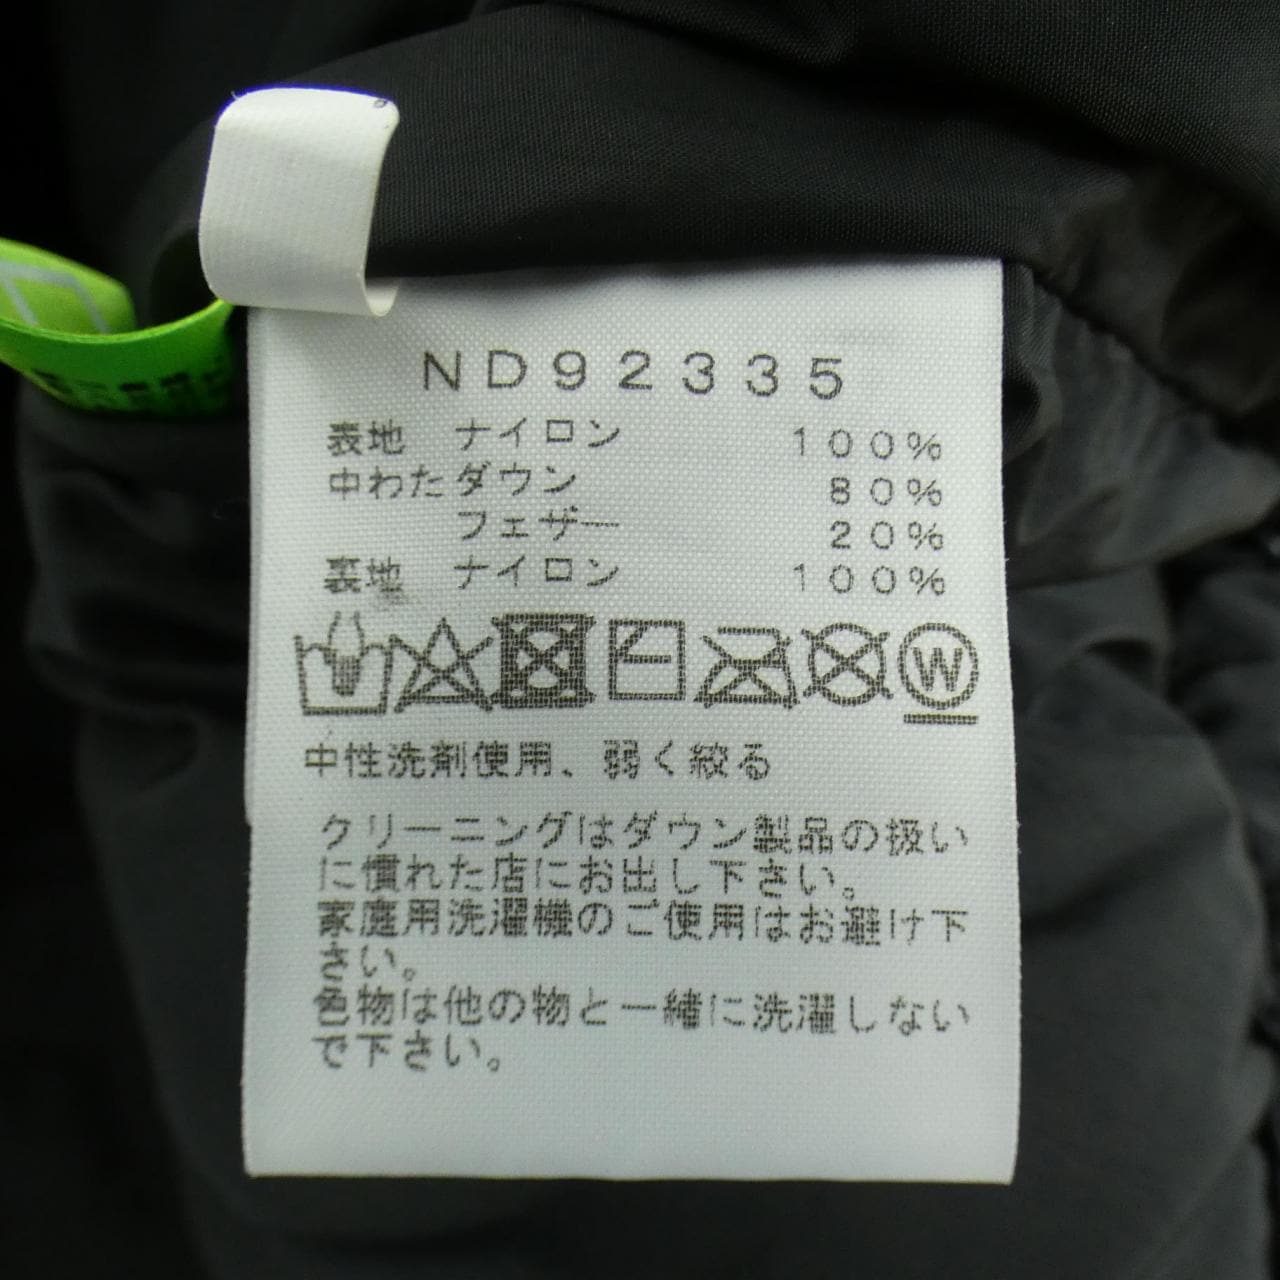 ND92335
表地 ナイロン 100%
中わた ダウン 80%
フェザー 20%
裏地 ナイロン 100%
W
中性洗剤使用、弱く絞る
クリーニングはダウン製品の扱い
に慣れた店にお出し下さい。
家庭用洗濯機のご使用はお避け下
さい。
色物は他の物と一緒に洗濯しない
で下さい。